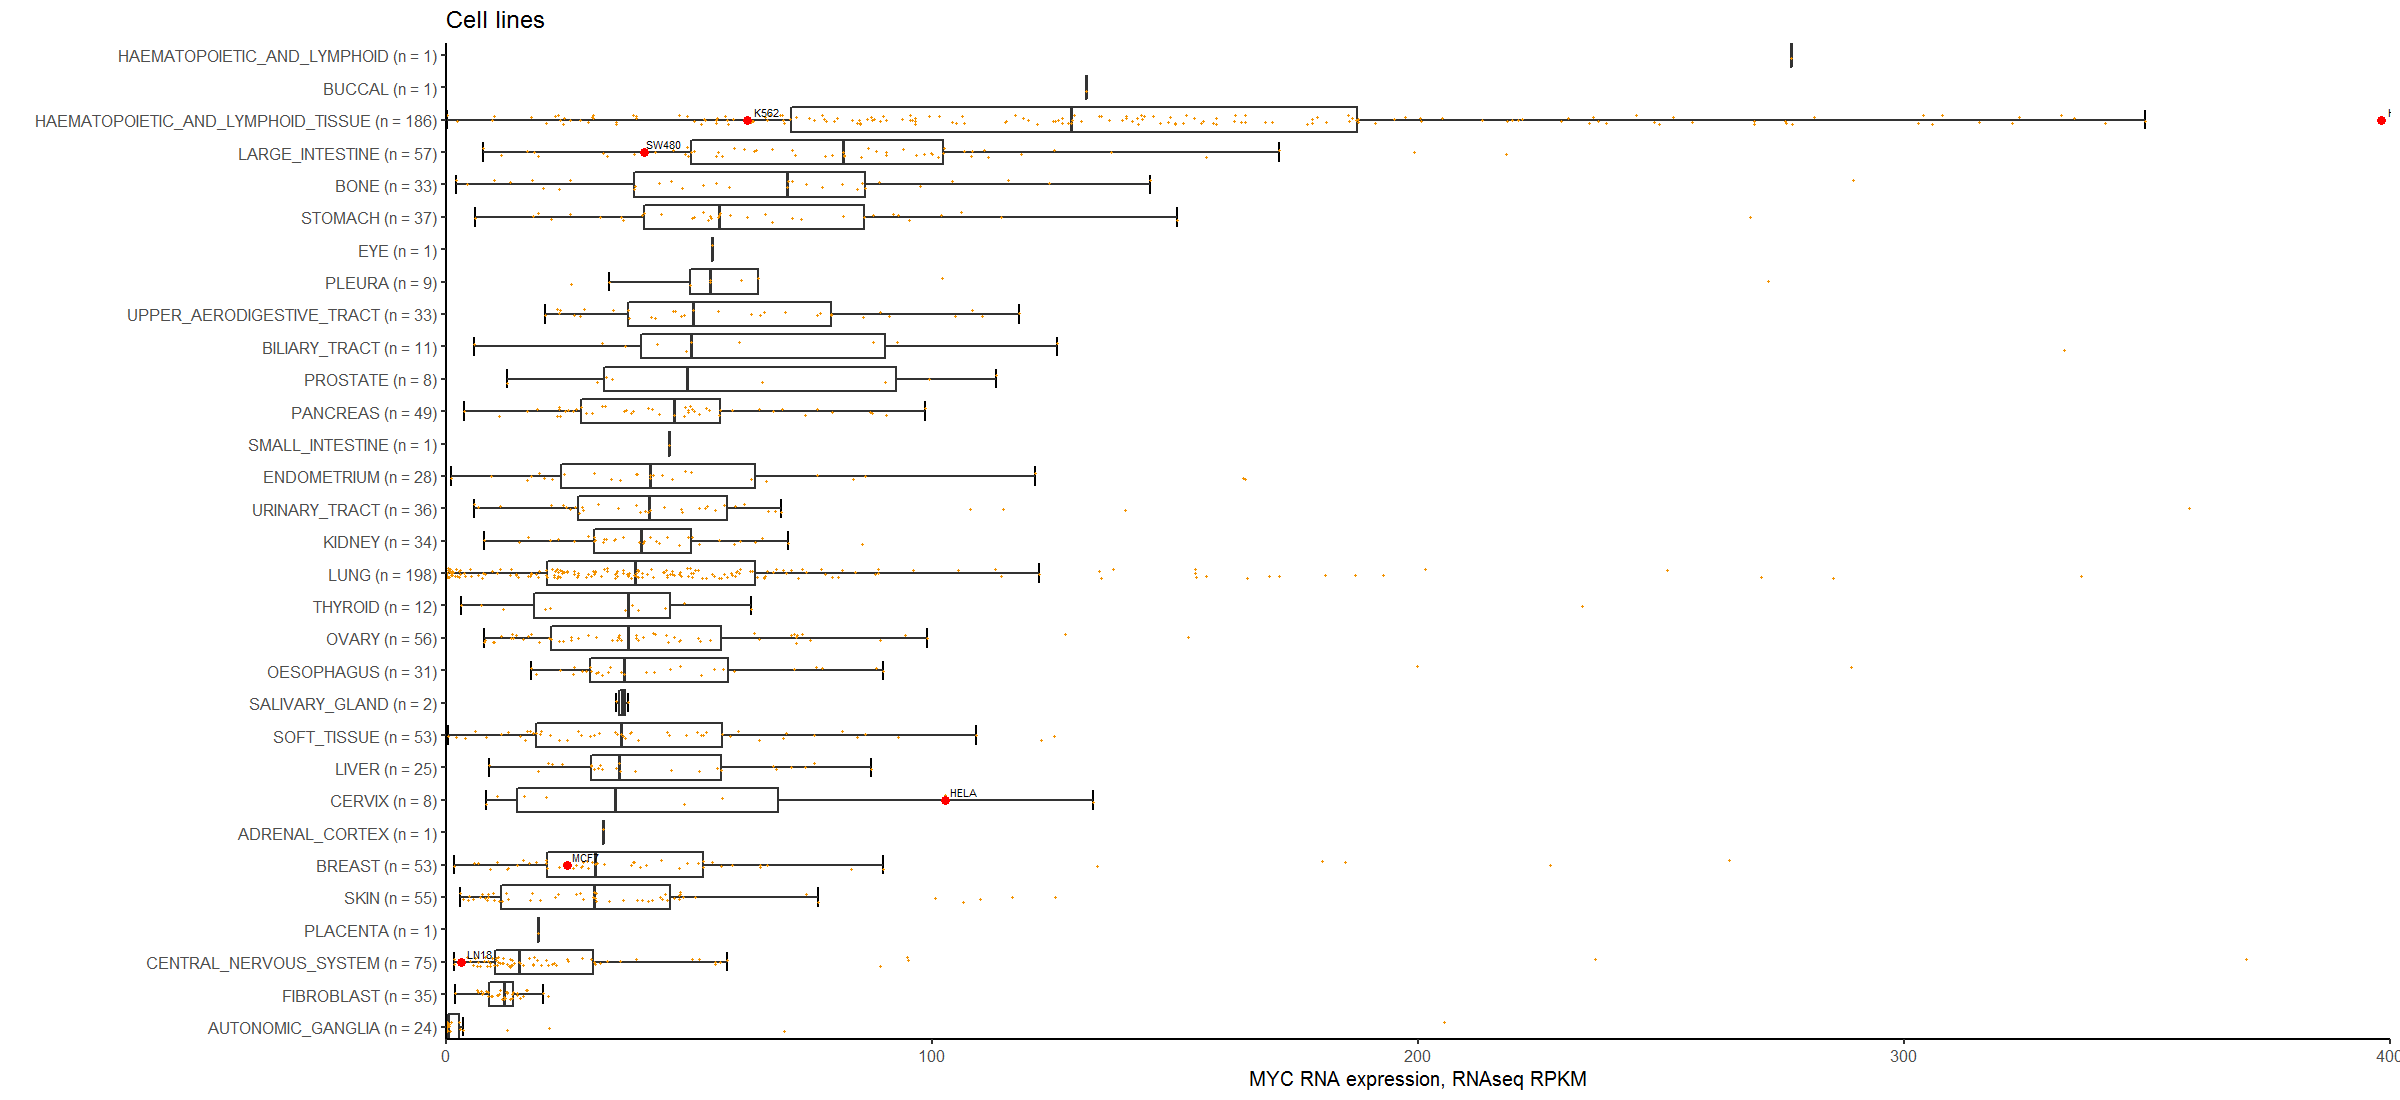 Cell lines
HAEMATOPOIETIC_AND_LYMPHOID (n = 1)
BUCCAL (n = 1)
HAEMATOPOIETIC_AND_LYMPHOID_TISSUE (n = 186)
K562
LARGE_INTESTINE (n = 57)
SW480
BONE (n = 33)
STOMACH (n = 37)
EYE (n = 1)
PLEURA (n = 9)
UPPER_AERODIGESTIVE_TRACT (n = 33)
BILIARY_TRACT (n = 11)
PROSTATE (n = 8)
PANCREAS (n = 49)
SMALL_INTESTINE (n = 1)
ENDOMETRIUM (n = 28)
URINARY_TRACT (n = 36)
KIDNEY (n = 34)
LUNG (n = 198)
THYROID (n = 12)
OVARY (n = 56)
OESOPHAGUS (n = 31)
SALIVARY_GLAND (n = 2)
SOFT_TISSUE (n = 53)
LIVER (n = 25)
CERVIX (n = 8)
HELA
ADRENAL_CORTEX (n = 1)
BREAST (n = 53)
MCF7
SKIN (n = 55)
PLACENTA (n = 1)
CENTRAL_NERVOUS_SYSTEM (n = 75)
LN18
FIBROBLAST (n = 35)
AUTONOMIC_GANGLIA (n = 24)
0 100 200 300 400
MYC RNA expression, RNAseq RPKM